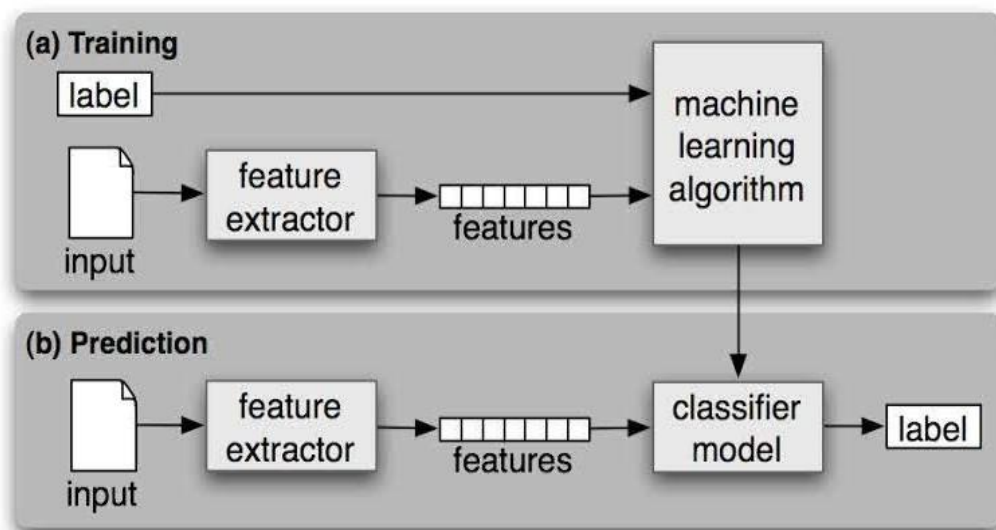 (a) Training
label
machine
learning
algorithm
feature
extractor
features
input
(b) Prediction
feature
extractor
features
classifier
model
label
input